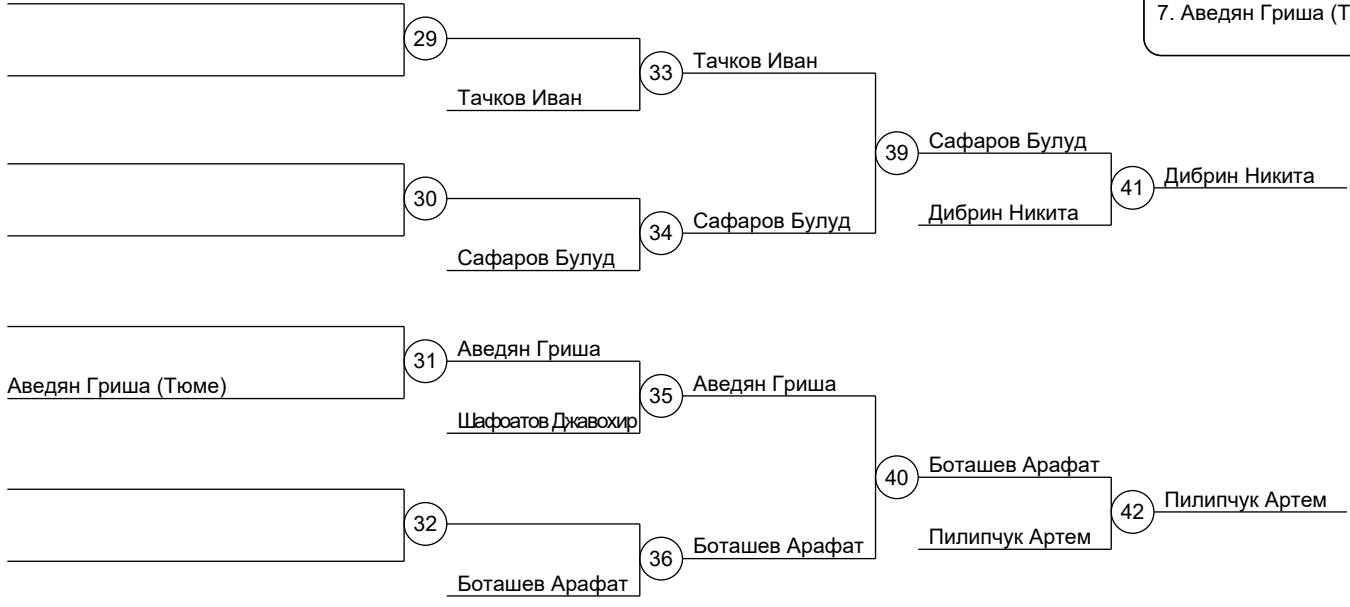 7. Аведян Гриша (Т
29
Тачков Иван
33
Тачков Иван
39
Сафаров Булуд
41
Дибрин Никита
Дибрин Никита
30
Сафаров Булуд
34
Сафаров Булуд
Аведян Гриша (Тюме)
31
Аведян Гриша
35
Аведян Гриша
Шафоатов Джавохир
40
Боташев Арафат
42
Пилипчук Артем
Пилипчук Артем
32
Боташев Арафат
36
Боташев Арафат